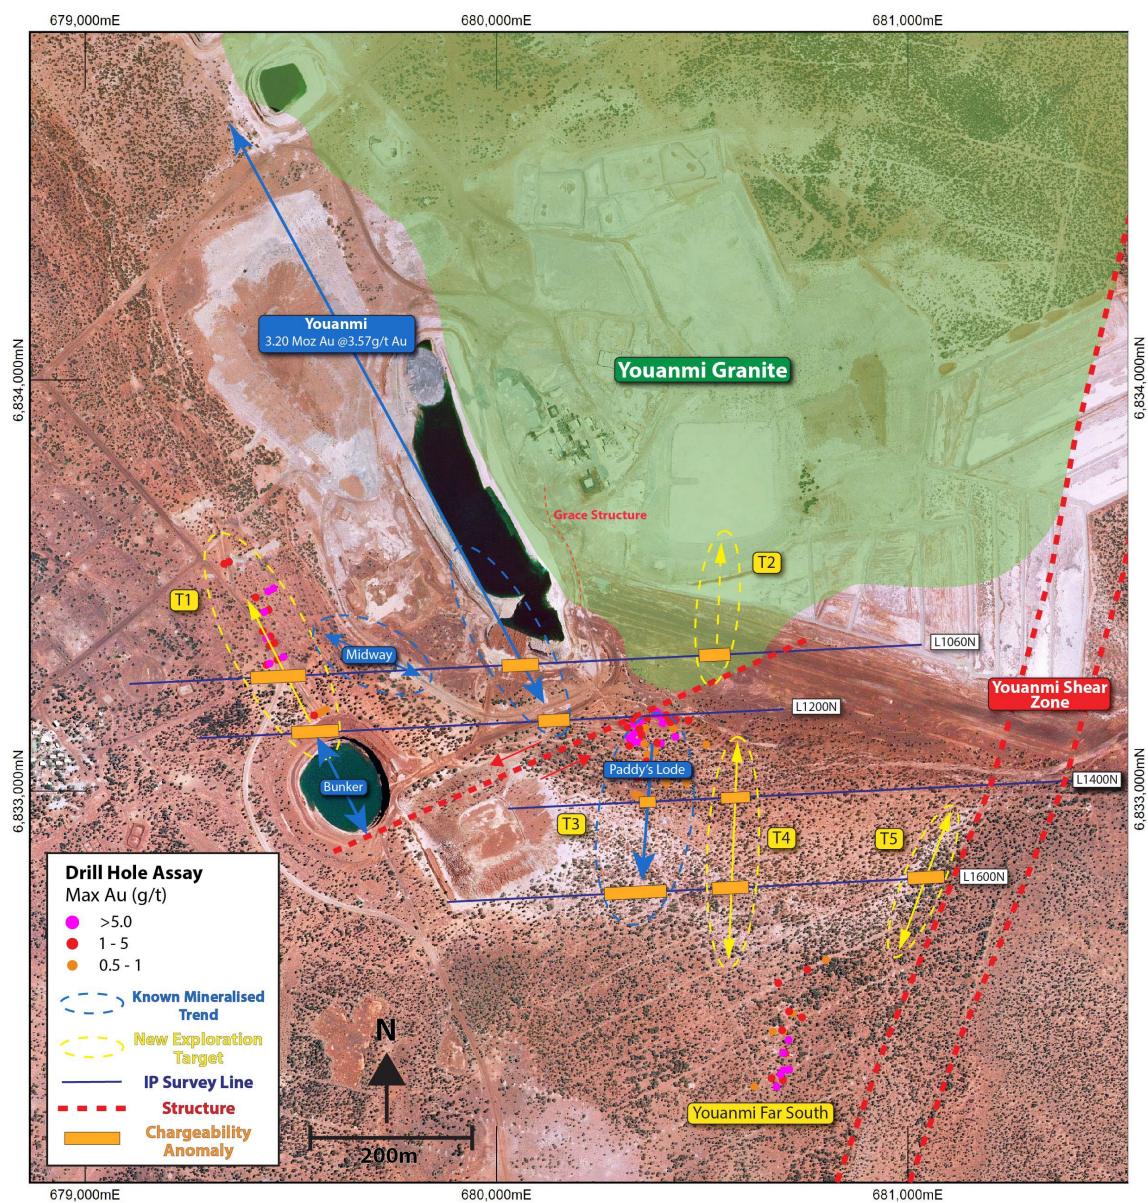 679,000mE
680,000mE
681,000mE
6,834,000mN
6,834,000mN
Youanmi
3.20 Moz Au @3.57g/t Au
Youanmi Granite
Grace Structure
T2
T1
Midway
L1060N
Youanmi Shear
Zone
L1200N
Paddy's Lode
Bunker
L1400N
6,833,000mN
6,833,000mN
T3
T4
T5
L1600N
Drill Hole Assay
Max Au (g/t)
>5.0
1 - 5
0.5 - 1
Known Mineralised
Trend
New Exploration
Target
IP Survey Line
Structure
Chargeability
Anomaly
N
200m
Youanmi Far South
679,000mE
680,000mE
681,000mE